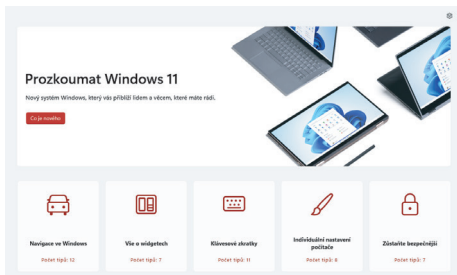 Prozkoumat Windows 11
Nový systém Windows, který vás přiblíží lidem a věcem, které máte rádi.
Co je nového
Navigace ve Windows
Počet tipů: 12
Vše o widgetech
Počet tipů: 7
Klávesové zkratky
Počet tipů: 11
Individuální nastavení
počítače
Počet tipů: 8
Zůstaňte bezpečnější
Počet tipů: 7